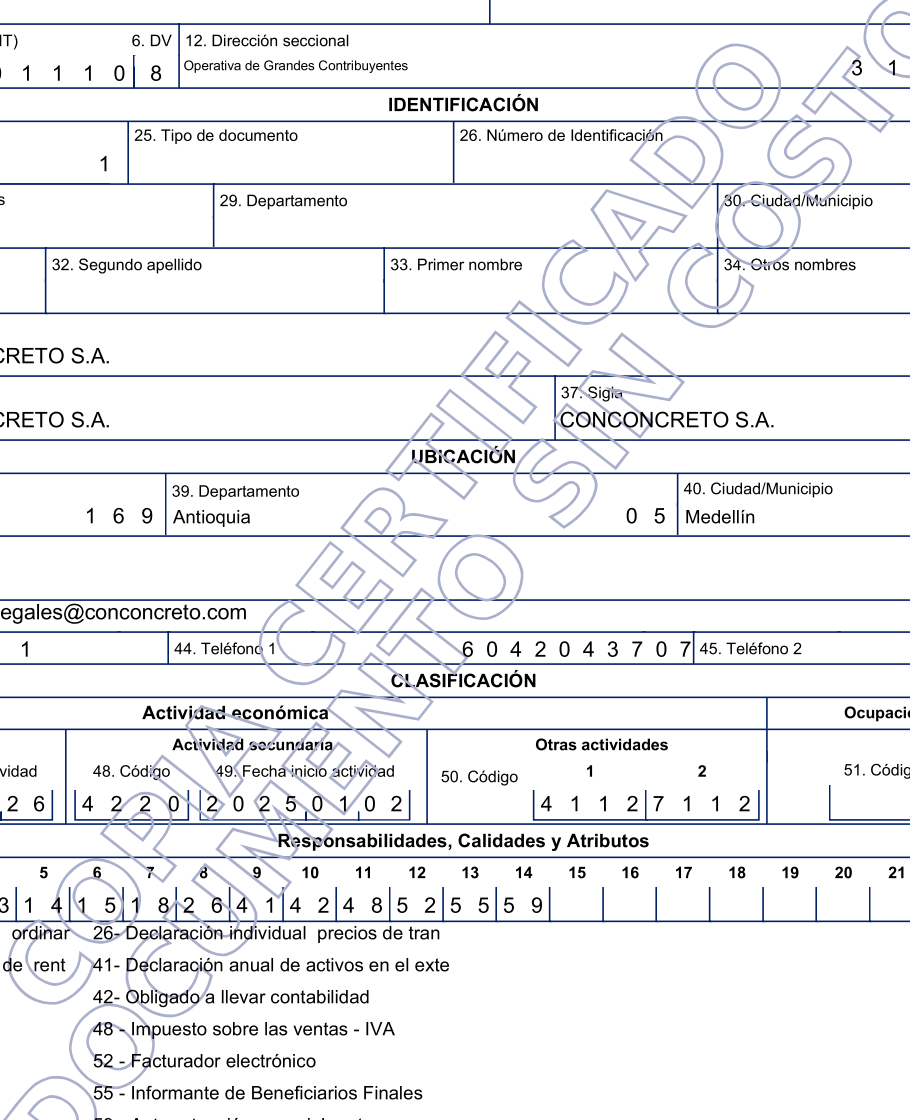 IT) 6. DV 12. Dirección seccional
1 1 1 0 8 Operativa de Grandes Contribuyentes 3 1
IDENTIFICACIÓN
25. Tipo de documento 26. Número de Identificación
1
29. Departamento 30. Ciudad/Municipio
32. Segundo apellido 33. Primer nombre 34. Otros nombres
CRETO S.A.
37. Sigla
CRETO S.A. CONCONCRETO S.A.
UBICACIÓN
39. Departamento 40. Ciudad/Municipio
1 6 9 Antioquia 0 5 Medellín
egales@conconcreto.com
1 44. Teléfono 1 6 0 4 2 0 4 3 7 0 7 45. Teléfono 2
CLASIFICACIÓN
Actividad económica Ocupació
Actividad secundaria Otras actividades
vidad 48. Código 49. Fecha inicio actividad 50. Código 1 2 51. Códig
2 6 4 2 2 0 2 0 2 5 0 1 0 2 4 1 1 2 7 1 1 2
Responsabilidades, Calidades y Atributos
5 6 7 8 9 10 11 12 13 14 15 16 17 18 19 20 21
3 1 4 1 5 1 8 2 6 4 1 4 2 4 8 5 2 5 5 5 9
ordinar 26- Declaración individual precios de tran
de rent 41- Declaración anual de activos en el exte
42- Obligado a llevar contabilidad
48 - Impuesto sobre las ventas - IVA
52 - Facturador electrónico
55 - Informante de Beneficiarios Finales
COPIA CERTIFICADO
DOCUMENTO SIN COSTO